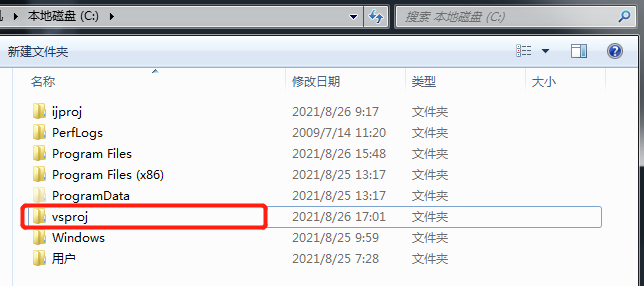 本地磁盘 (C:)
搜索 本地磁盘 (C:)
新建文件夹
名称 修改日期 类型 大小
ijproj 2021/8/26 9:17 文件夹
PerfLogs 2009/7/14 11:20 文件夹
Program Files 2021/8/26 15:48 文件夹
Program Files (x86) 2021/8/25 13:17 文件夹
ProgramData 2021/8/25 13:17 文件夹
vsproj 2021/8/26 17:01 文件夹
Windows 2021/8/25 9:59 文件夹
用户 2021/8/25 7:28 文件夹